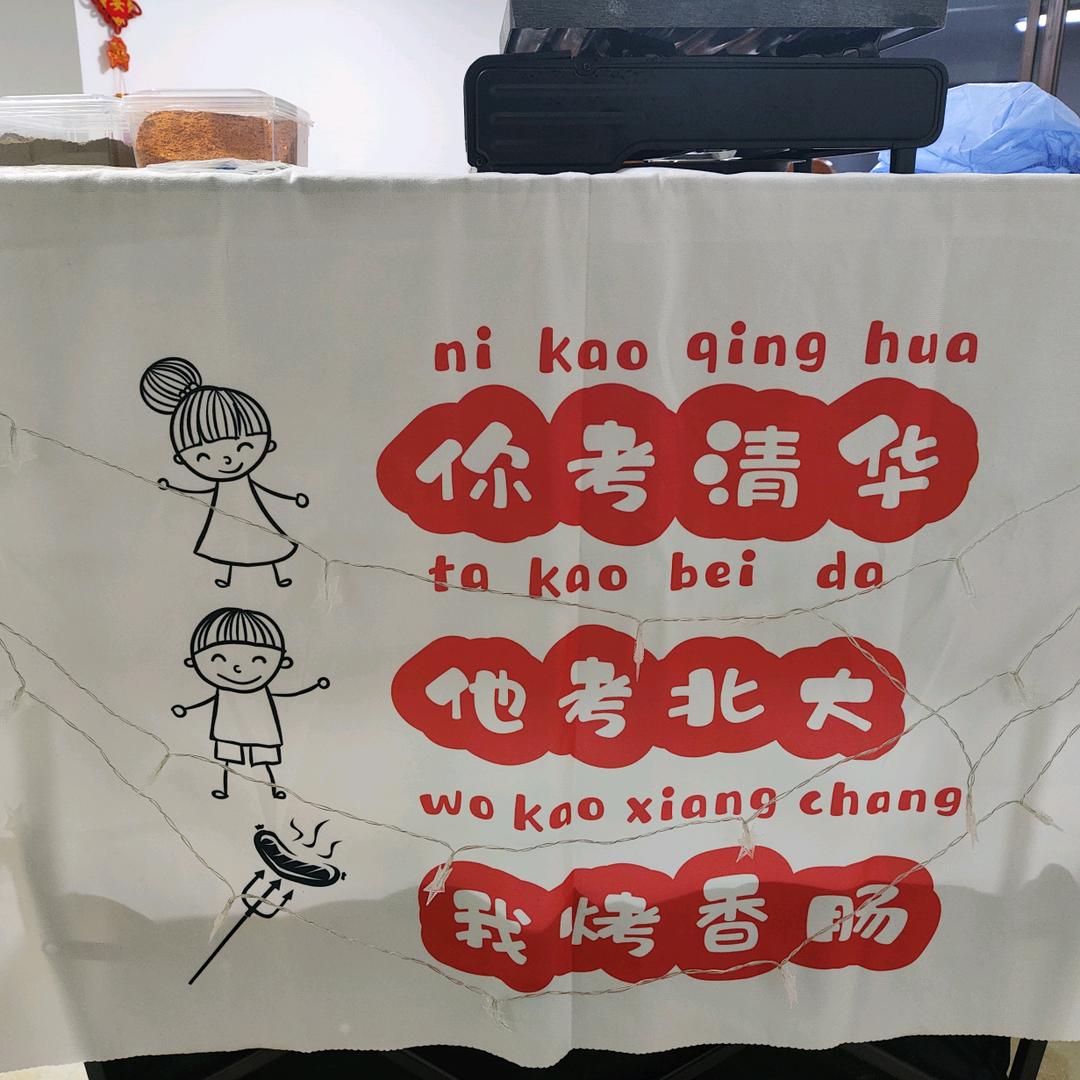 ni kao qing hua
你考清华
ta kao bei da
他考北大
wo kao xiang chang
我烤香肠